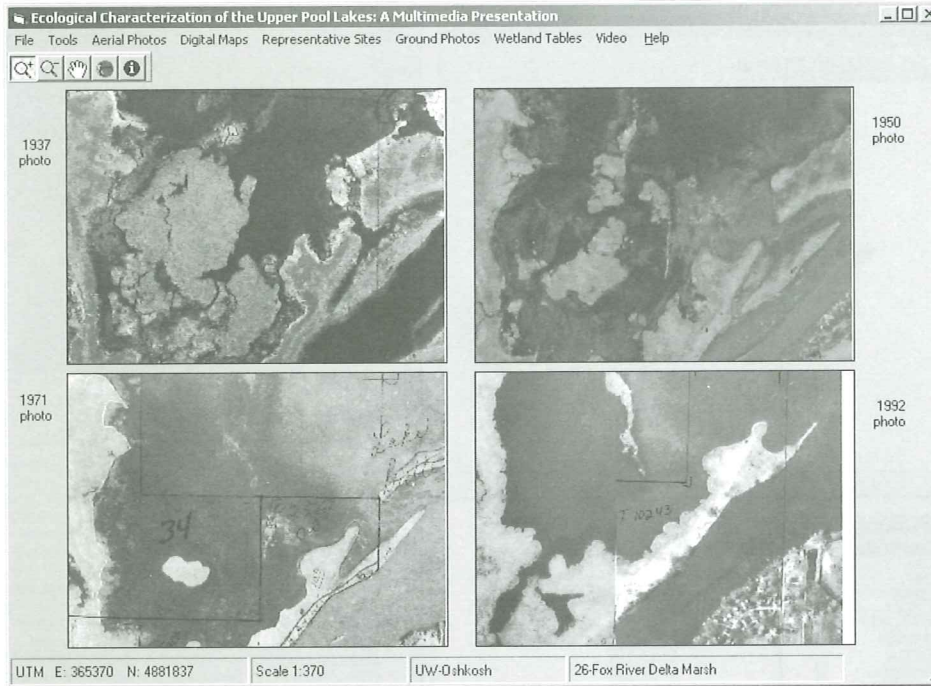 Ecological Characterization of the Upper Pool Lakes: A Multimedia Presentation
File Tools Aerial Photos Digital Maps Representative Sites Ground Photos Wetland Tables Video Help
1937
photo
1950
photo
1971
photo
Lake
34
1992
photo
10243
UTM E: 365370 N: 4881837
Scale 1:370
UW-Oshkosh
26-Fox River Delta Marsh